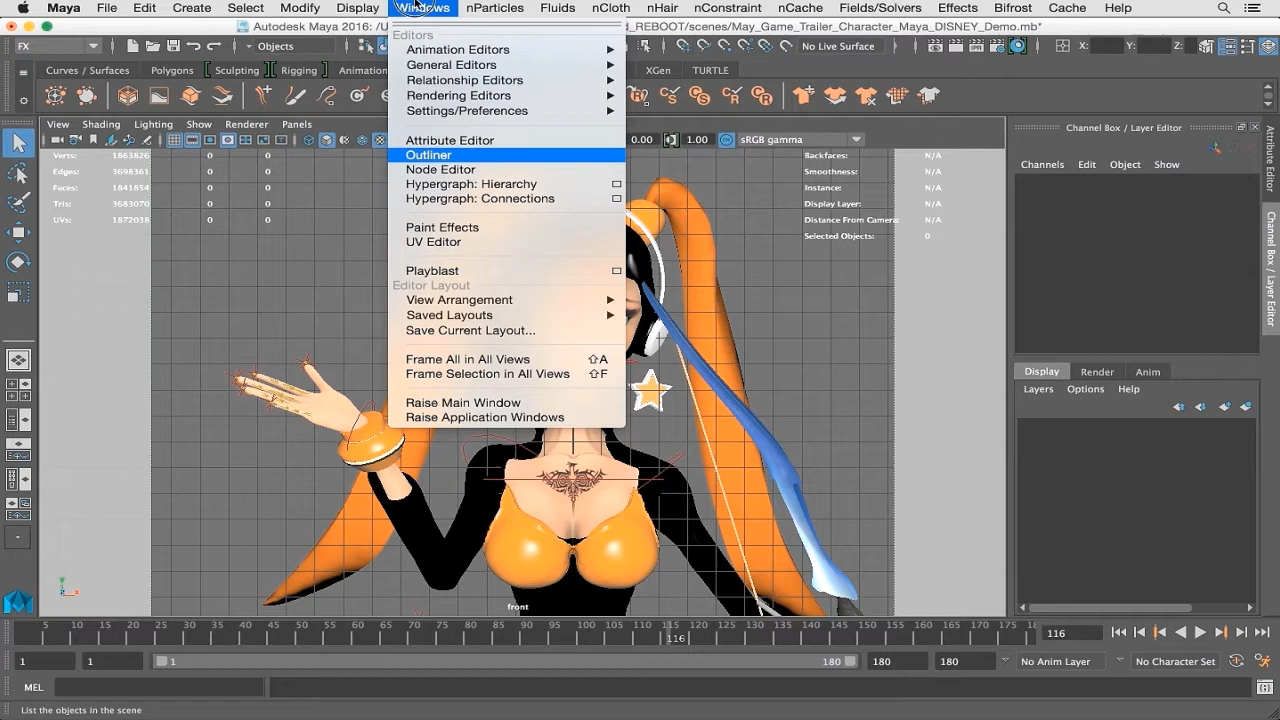 Maya File Edit Create Select Modify Display Windows nParticles Fluids nCloth nHair nConstraint nCache Fields/Solvers Effects Bifrost Cache Help
Autodesk Maya 2016: /U
d_REBOOT/scenes/May_Game_Trailer_Character_Maya_DISNEY_Demo.mb*
FX
Objects
No Live Surface
X:
Y:
Z:
Curves / Surfaces Polygons Sculpting Rigging Animation
XGen TURTLE
View Shading Lighting Show Renderer Panels
0.00
1.00
sRGB gamma
Verts: 1863826 0 0
Edges: 3698361 0 0
Faces: 1841854 0 0
Tris: 3683070 0 0
UVs: 1872038 0 0
Editors
Animation Editors
General Editors
Relationship Editors
Rendering Editors
Settings/Preferences
Attribute Editor
Outliner
Node Editor
Hypergraph: Hierarchy
Hypergraph: Connections
Paint Effects
UV Editor
Playblast
Editor Layout
View Arrangement
Saved Layouts
Save Current Layout...
Frame All in All Views ⇧A
Frame Selection in All Views ⇧F
Raise Main Window
Raise Application Windows
Backfaces: N/A
Smoothness: N/A
Instance: N/A
Display Layer: N/A
Distance From Camera: N/A
Selected Objects: 0
Channel Box / Layer Editor
Channels Edit Object Show
Attribute Editor
Channel Box / Layer Editor
Display Render Anim
Layers Options Help
front
5 10 15 20 25 30 35 40 45 50 55 60 65 70 75 80 85 90 95 100 105 110 115 120 125 130 135 140 145 150 155 160 165 170 175 18
116
116
1
1
1
180
180
180
No Anim Layer
No Character Set
MEL
List the objects in the scene